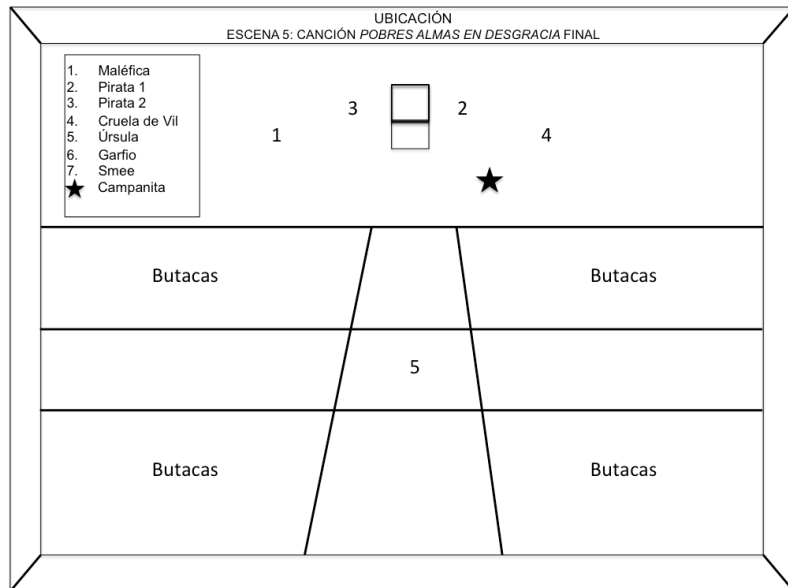 UBICACIÓN
ESCENA 5: CANCIÓN POBRES ALMAS EN DESGRACIA FINAL
1. Maléfica
2. Pirata 1
3. Pirata 2
4. Cruela de Vil
5. Úrsula
6. Garfio
7. Smee
★ Campanita
3 2
1 4
★
Butacas Butacas
5
Butacas Butacas